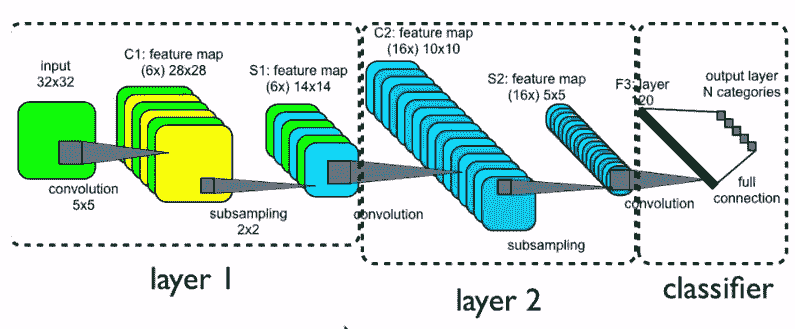 input
32x32
C1: feature map
(6x) 28x28
S1: feature map
(6x) 14x14
C2: feature map
(16x) 10x10
S2: feature map
(16x) 5x5
F3: layer
20
output layer
N categories
convolution
5x5
subsampling
2x2
convolution
subsampling
convolution
full
connection
layer 1
layer 2
classifier